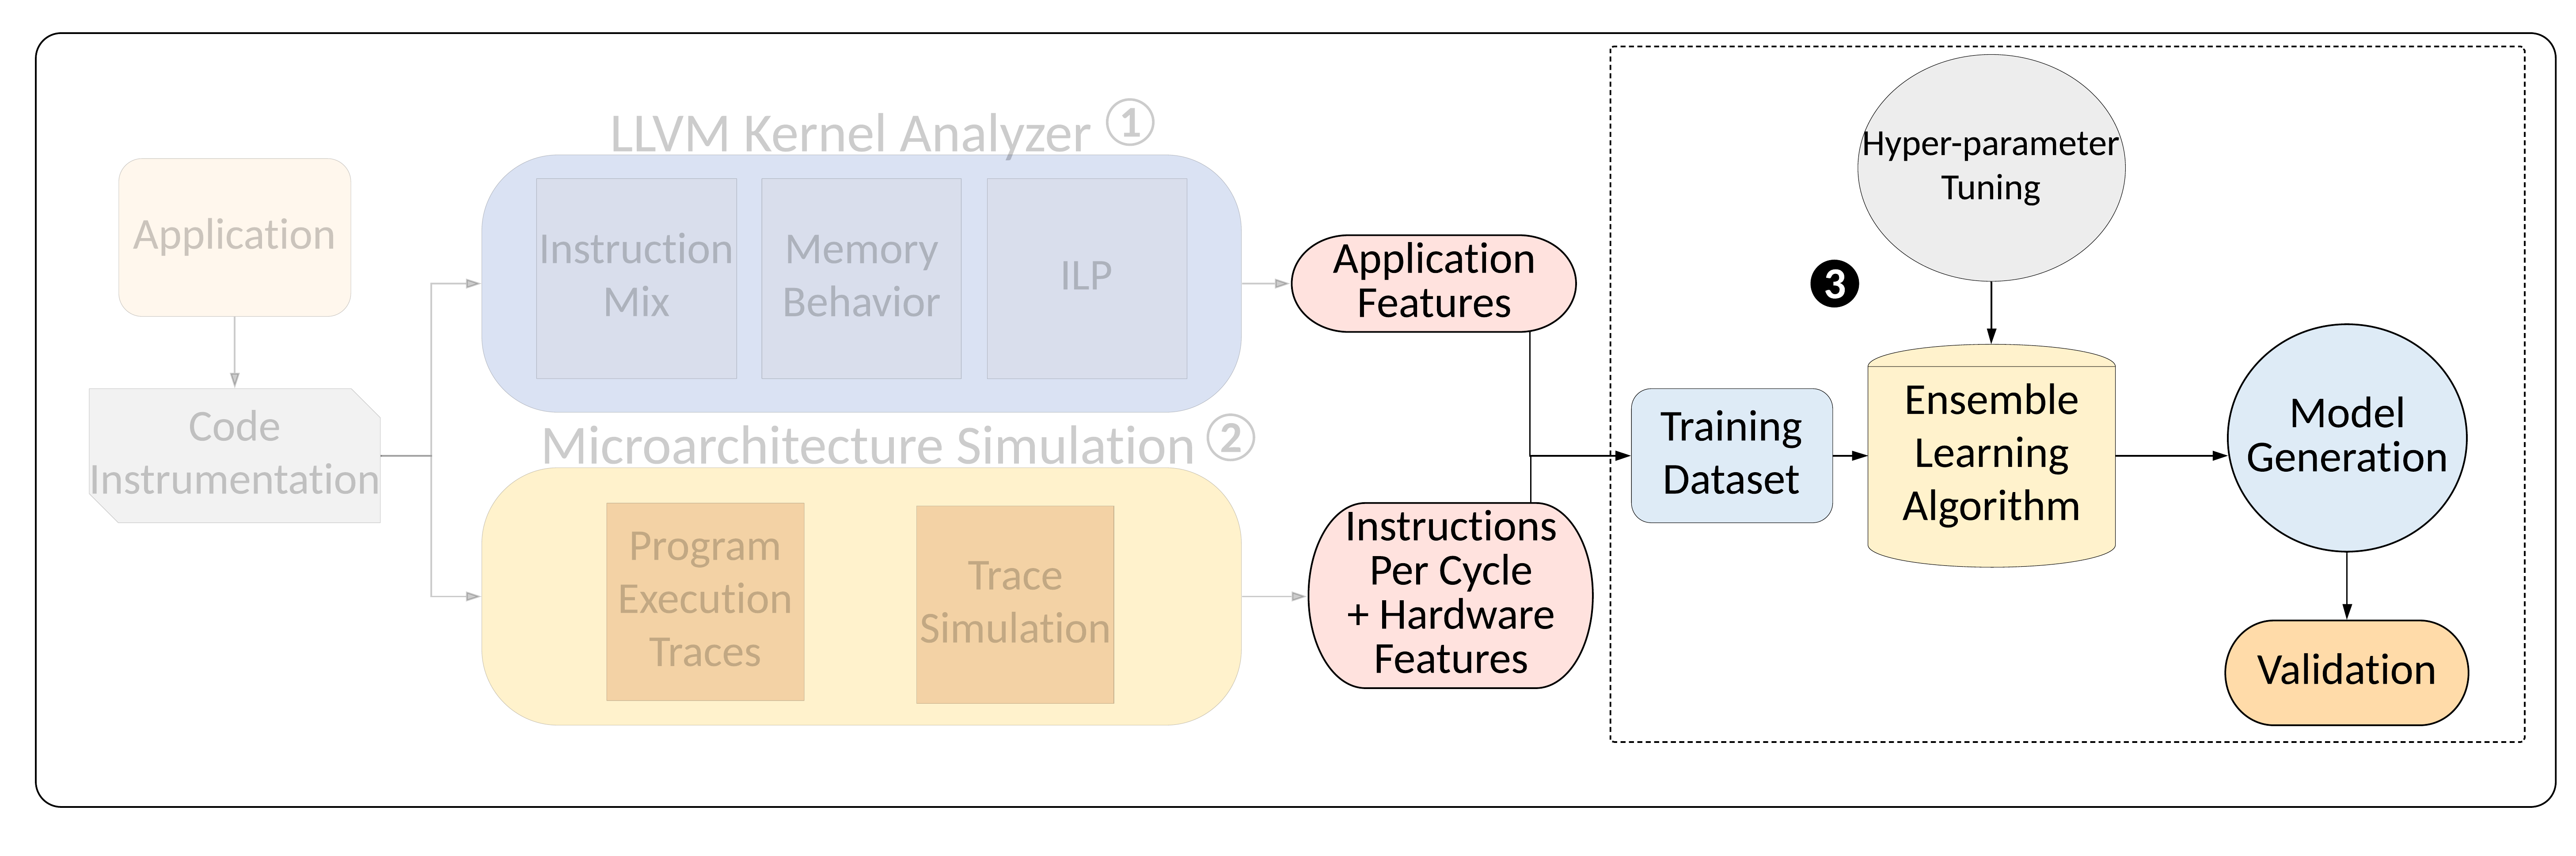 Application
Code
Instrumentation
LLVM Kernel Analyzer ①
Instruction
Mix
Memory
Behavior
ILP
Microarchitecture Simulation ②
Program
Execution
Traces
Trace
Simulation
Application
Features
Instructions
Per Cycle
+ Hardware
Features
❸
Hyper-parameter
Tuning
Training
Dataset
Ensemble
Learning
Algorithm
Model
Generation
Validation